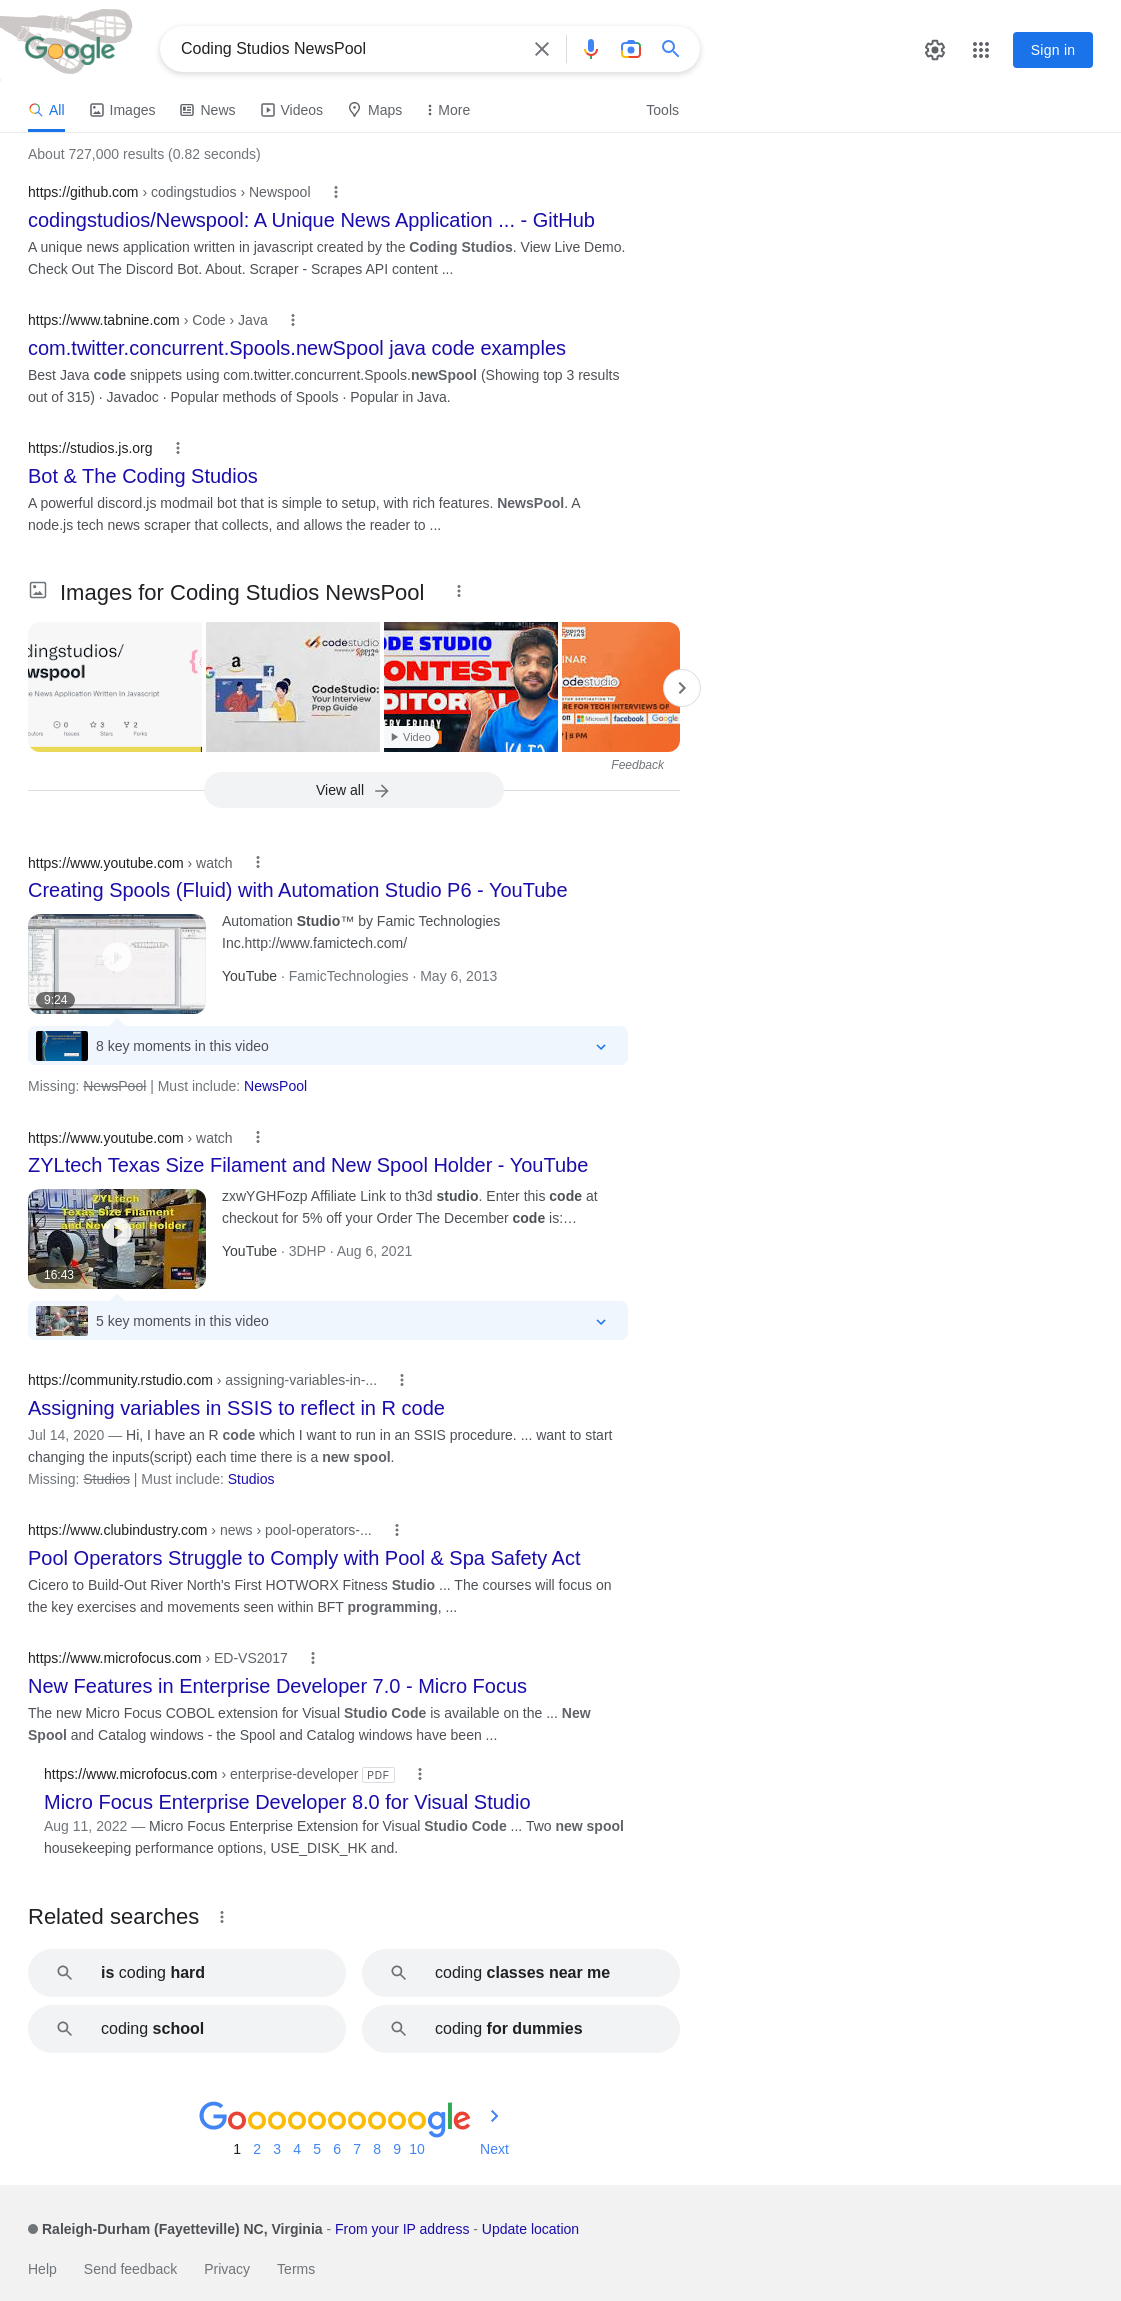 Google
Coding Studios NewsPool
Sign in
All Images News Videos Maps More Tools
About 727,000 results (0.82 seconds)
https://github.com › codingstudios › Newspool
codingstudios/Newspool: A Unique News Application ... - GitHub
A unique news application written in javascript created by the Coding Studios. View Live Demo.
Check Out The Discord Bot. About. Scraper - Scrapes API content ...
https://www.tabnine.com › Code › Java
com.twitter.concurrent.Spools.newSpool java code examples
Best Java code snippets using com.twitter.concurrent.Spools.newSpool (Showing top 3 results
out of 315) · Javadoc · Popular methods of Spools · Popular in Java.
https://studios.js.org
Bot & The Coding Studios
A powerful discord.js modmail bot that is simple to setup, with rich features. NewsPool. A
node.js tech news scraper that collects, and allows the reader to ...
Images for Coding Studios NewsPool
dingstudios/
wspool
e News Application Written In Javascript
0 3 2
utors Issues Stars Forks
codestudio
a
CodeStudio:
Your Interview
Prep Guide
ODE STUDIO
ONTEST
DITORIAL
ERY FRIDAY
Video
INAR
odestudio
RE FOR TECH INTERVIEWS OF
on Microsoft facebook Google
| 8 PM
Feedback
View all
https://www.youtube.com › watch
Creating Spools (Fluid) with Automation Studio P6 - YouTube
Automation Studio™ by Famic Technologies
Inc.http://www.famictech.com/
YouTube · FamicTechnologies · May 6, 2013
9:24
8 key moments in this video
Missing: NewsPool | Must include: NewsPool
https://www.youtube.com › watch
ZYLtech Texas Size Filament and New Spool Holder - YouTube
ZYLtech
Texas Size Filament
and New Spool Holder
zxwYGHFozp Affiliate Link to th3d studio. Enter this code at
checkout for 5% off your Order The December code is:…
YouTube · 3DHP · Aug 6, 2021
16:43
5 key moments in this video
https://community.rstudio.com › assigning-variables-in-...
Assigning variables in SSIS to reflect in R code
Jul 14, 2020 — Hi, I have an R code which I want to run in an SSIS procedure. ... want to start
changing the inputs(script) each time there is a new spool.
Missing: Studios | Must include: Studios
https://www.clubindustry.com › news › pool-operators-...
Pool Operators Struggle to Comply with Pool & Spa Safety Act
Cicero to Build-Out River North's First HOTWORX Fitness Studio ... The courses will focus on
the key exercises and movements seen within BFT programming, ...
https://www.microfocus.com › ED-VS2017
New Features in Enterprise Developer 7.0 - Micro Focus
The new Micro Focus COBOL extension for Visual Studio Code is available on the ... New
Spool and Catalog windows - the Spool and Catalog windows have been ...
https://www.microfocus.com › enterprise-developer PDF
Micro Focus Enterprise Developer 8.0 for Visual Studio
Aug 11, 2022 — Micro Focus Enterprise Extension for Visual Studio Code ... Two new spool
housekeeping performance options, USE_DISK_HK and.
Related searches
is coding hard
coding classes near me
coding school
coding for dummies
Goooooooooogle
1 2 3 4 5 6 7 8 9 10 Next
Raleigh-Durham (Fayetteville) NC, Virginia - From your IP address - Update location
Help Send feedback Privacy Terms